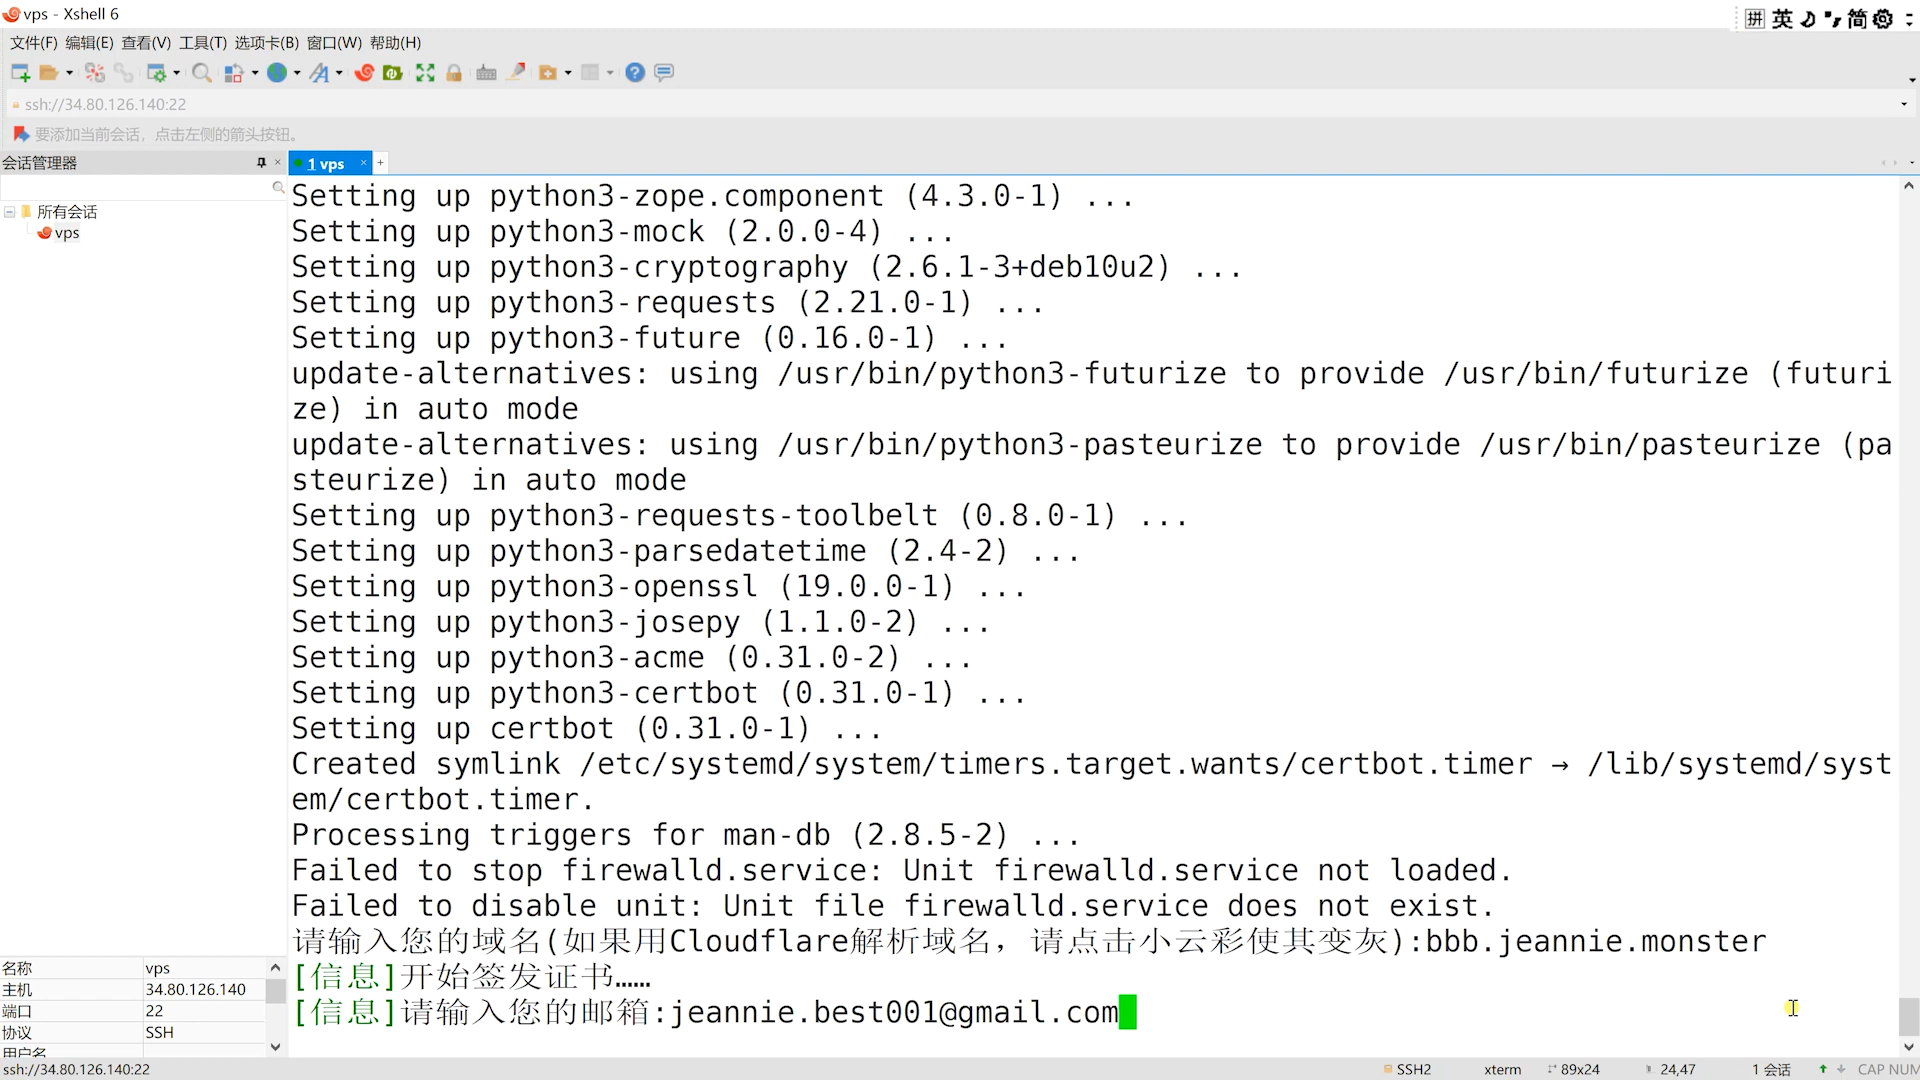 vps - Xshell 6
拼 英 简
文件(F) 编辑(E) 查看(V) 工具(T) 选项卡(B) 窗口(W) 帮助(H)
ssh://34.80.126.140:22
要添加当前会话，点击左侧的箭头按钮。
会话管理器
1 vps
所有会话
vps
Setting up python3-zope.component (4.3.0-1) ...
Setting up python3-mock (2.0.0-4) ...
Setting up python3-cryptography (2.6.1-3+deb10u2) ...
Setting up python3-requests (2.21.0-1) ...
Setting up python3-future (0.16.0-1) ...
update-alternatives: using /usr/bin/python3-futurize to provide /usr/bin/futurize (futuri
ze) in auto mode
update-alternatives: using /usr/bin/python3-pasteurize to provide /usr/bin/pasteurize (pa
steurize) in auto mode
Setting up python3-requests-toolbelt (0.8.0-1) ...
Setting up python3-parsedatetime (2.4-2) ...
Setting up python3-openssl (19.0.0-1) ...
Setting up python3-josepy (1.1.0-2) ...
Setting up python3-acme (0.31.0-2) ...
Setting up python3-certbot (0.31.0-1) ...
Setting up certbot (0.31.0-1) ...
Created symlink /etc/systemd/system/timers.target.wants/certbot.timer → /lib/systemd/syst
em/certbot.timer.
Processing triggers for man-db (2.8.5-2) ...
Failed to stop firewalld.service: Unit firewalld.service not loaded.
Failed to disable unit: Unit file firewalld.service does not exist.
请输入您的域名(如果用Cloudflare解析域名，请点击小云彩使其变灰):bbb.jeannie.monster
[信息]开始签发证书……
[信息]请输入您的邮箱:jeannie.best001@gmail.com
名称 vps
主机 34.80.126.140
端口 22
协议 SSH
用户名
ssh://34.80.126.140:22
SSH2 xterm 89x24 24,47 1 会话 CAP NUM